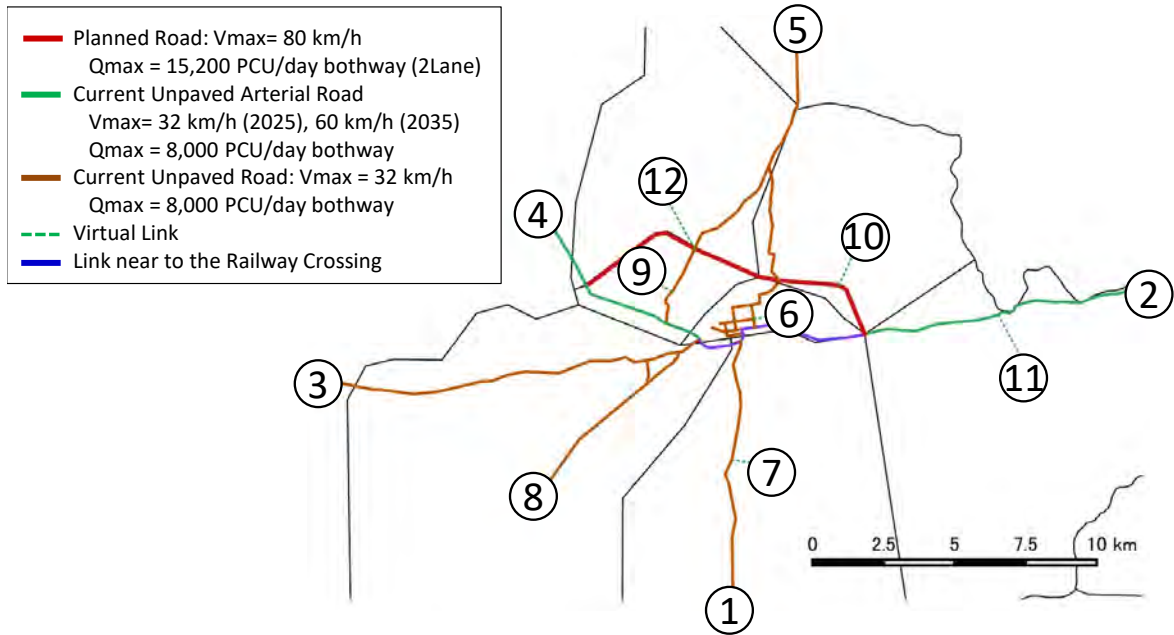 Planned Road: Vmax= 80 km/h
Qmax = 15,200 PCU/day bothway (2Lane)
Current Unpaved Arterial Road
Vmax= 32 km/h (2025), 60 km/h (2035)
Qmax = 8,000 PCU/day bothway
Current Unpaved Road: Vmax = 32 km/h
Qmax = 8,000 PCU/day bothway
Virtual Link
Link near to the Railway Crossing
5
12
4
10
9
6
2
3
11
7
8
0 2.5 5 7.5 10 km
1